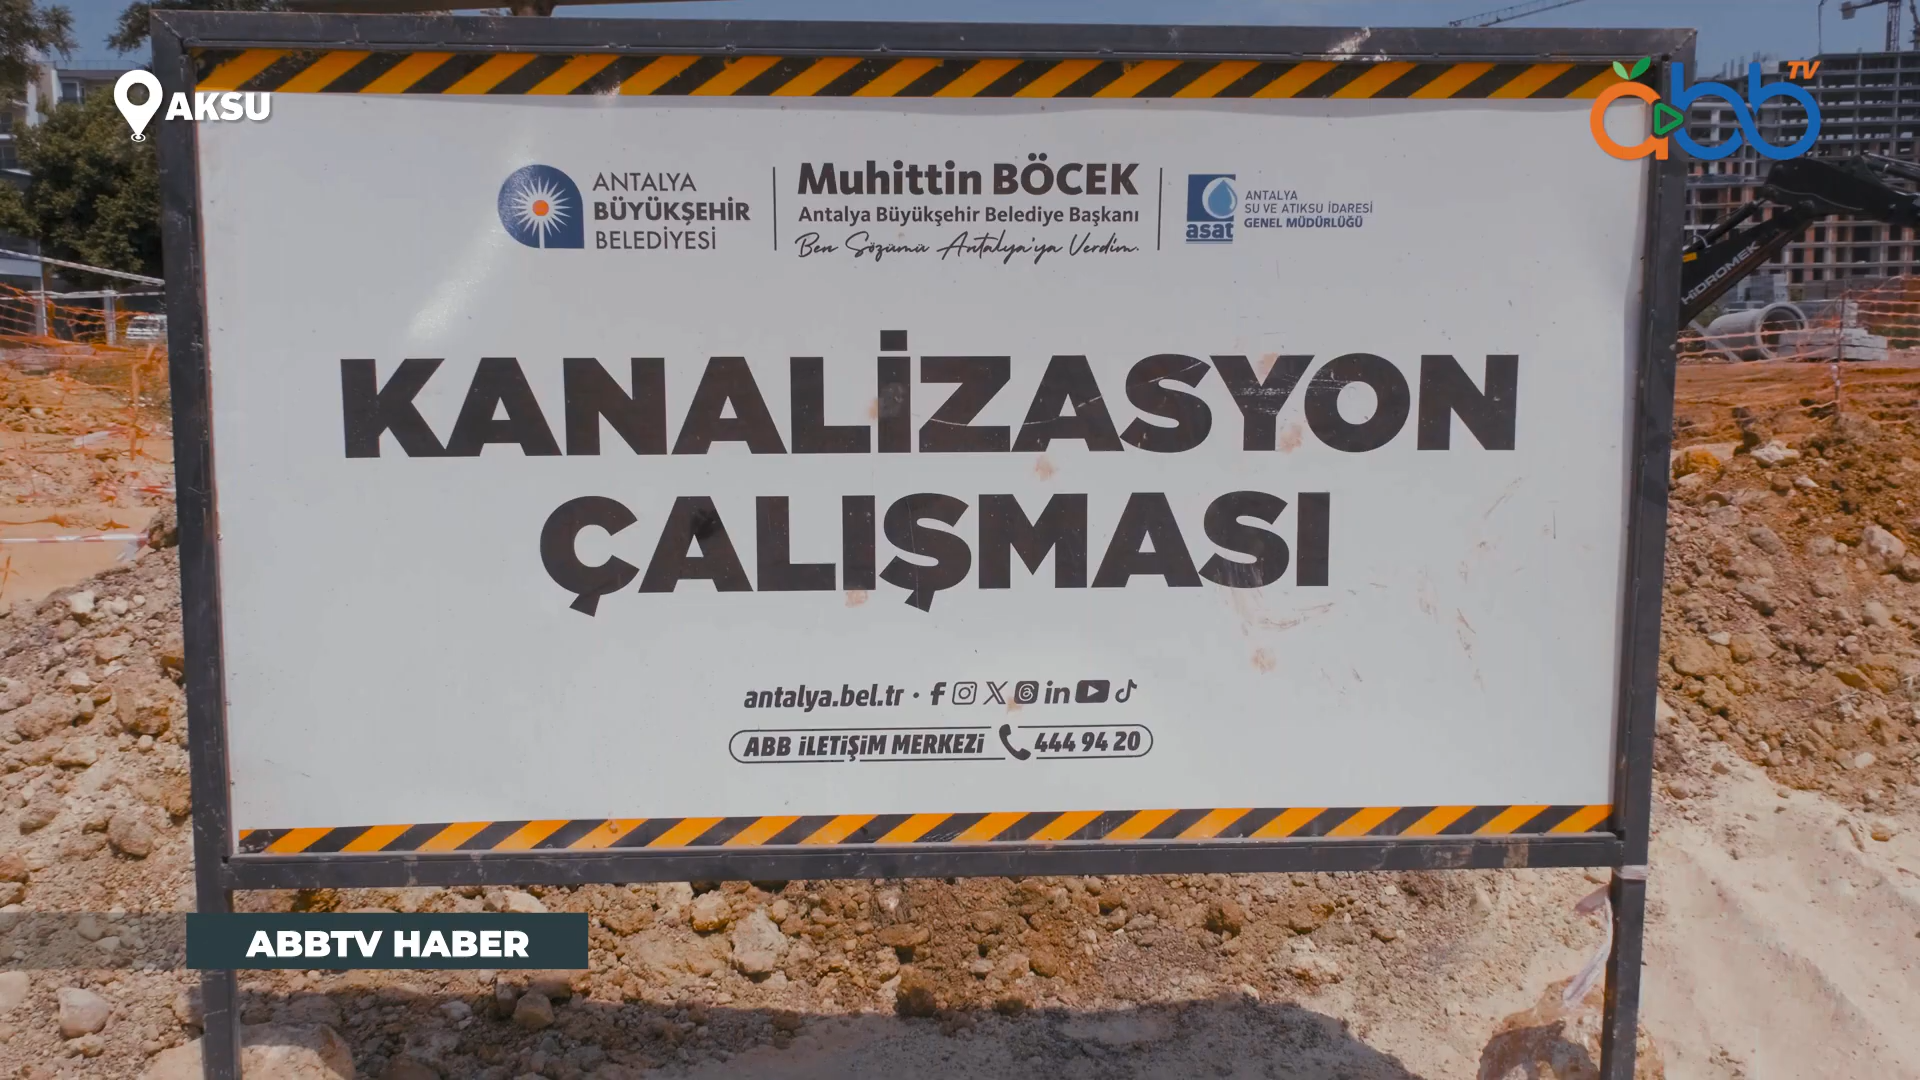 AKSU
abb TV
ANTALYA
BÜYÜKŞEHİR
BELEDİYESİ
Muhittin BÖCEK
Antalya Büyükşehir Belediye Başkanı
Ben Sözümü Antalya'ya Verdim.
asat
ANTALYA
SU VE ATIKSU İDARESİ
GENEL MÜDÜRLÜĞÜ
HİDROMEK
KANALİZASYON
ÇALIŞMASI
antalya.bel.tr
ABB İLETİŞİM MERKEZİ 444 94 20
ABBTV HABER